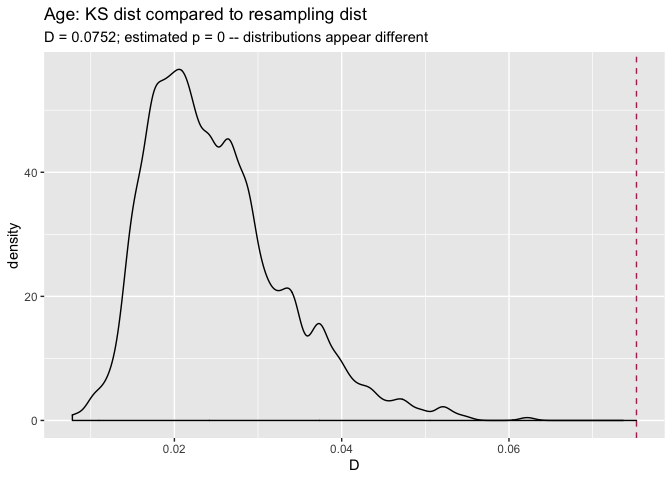 Age: KS dist compared to resampling dist
D = 0.0752; estimated p = 0 -- distributions appear different
40
20
0
density
0.02
0.04
0.06
D